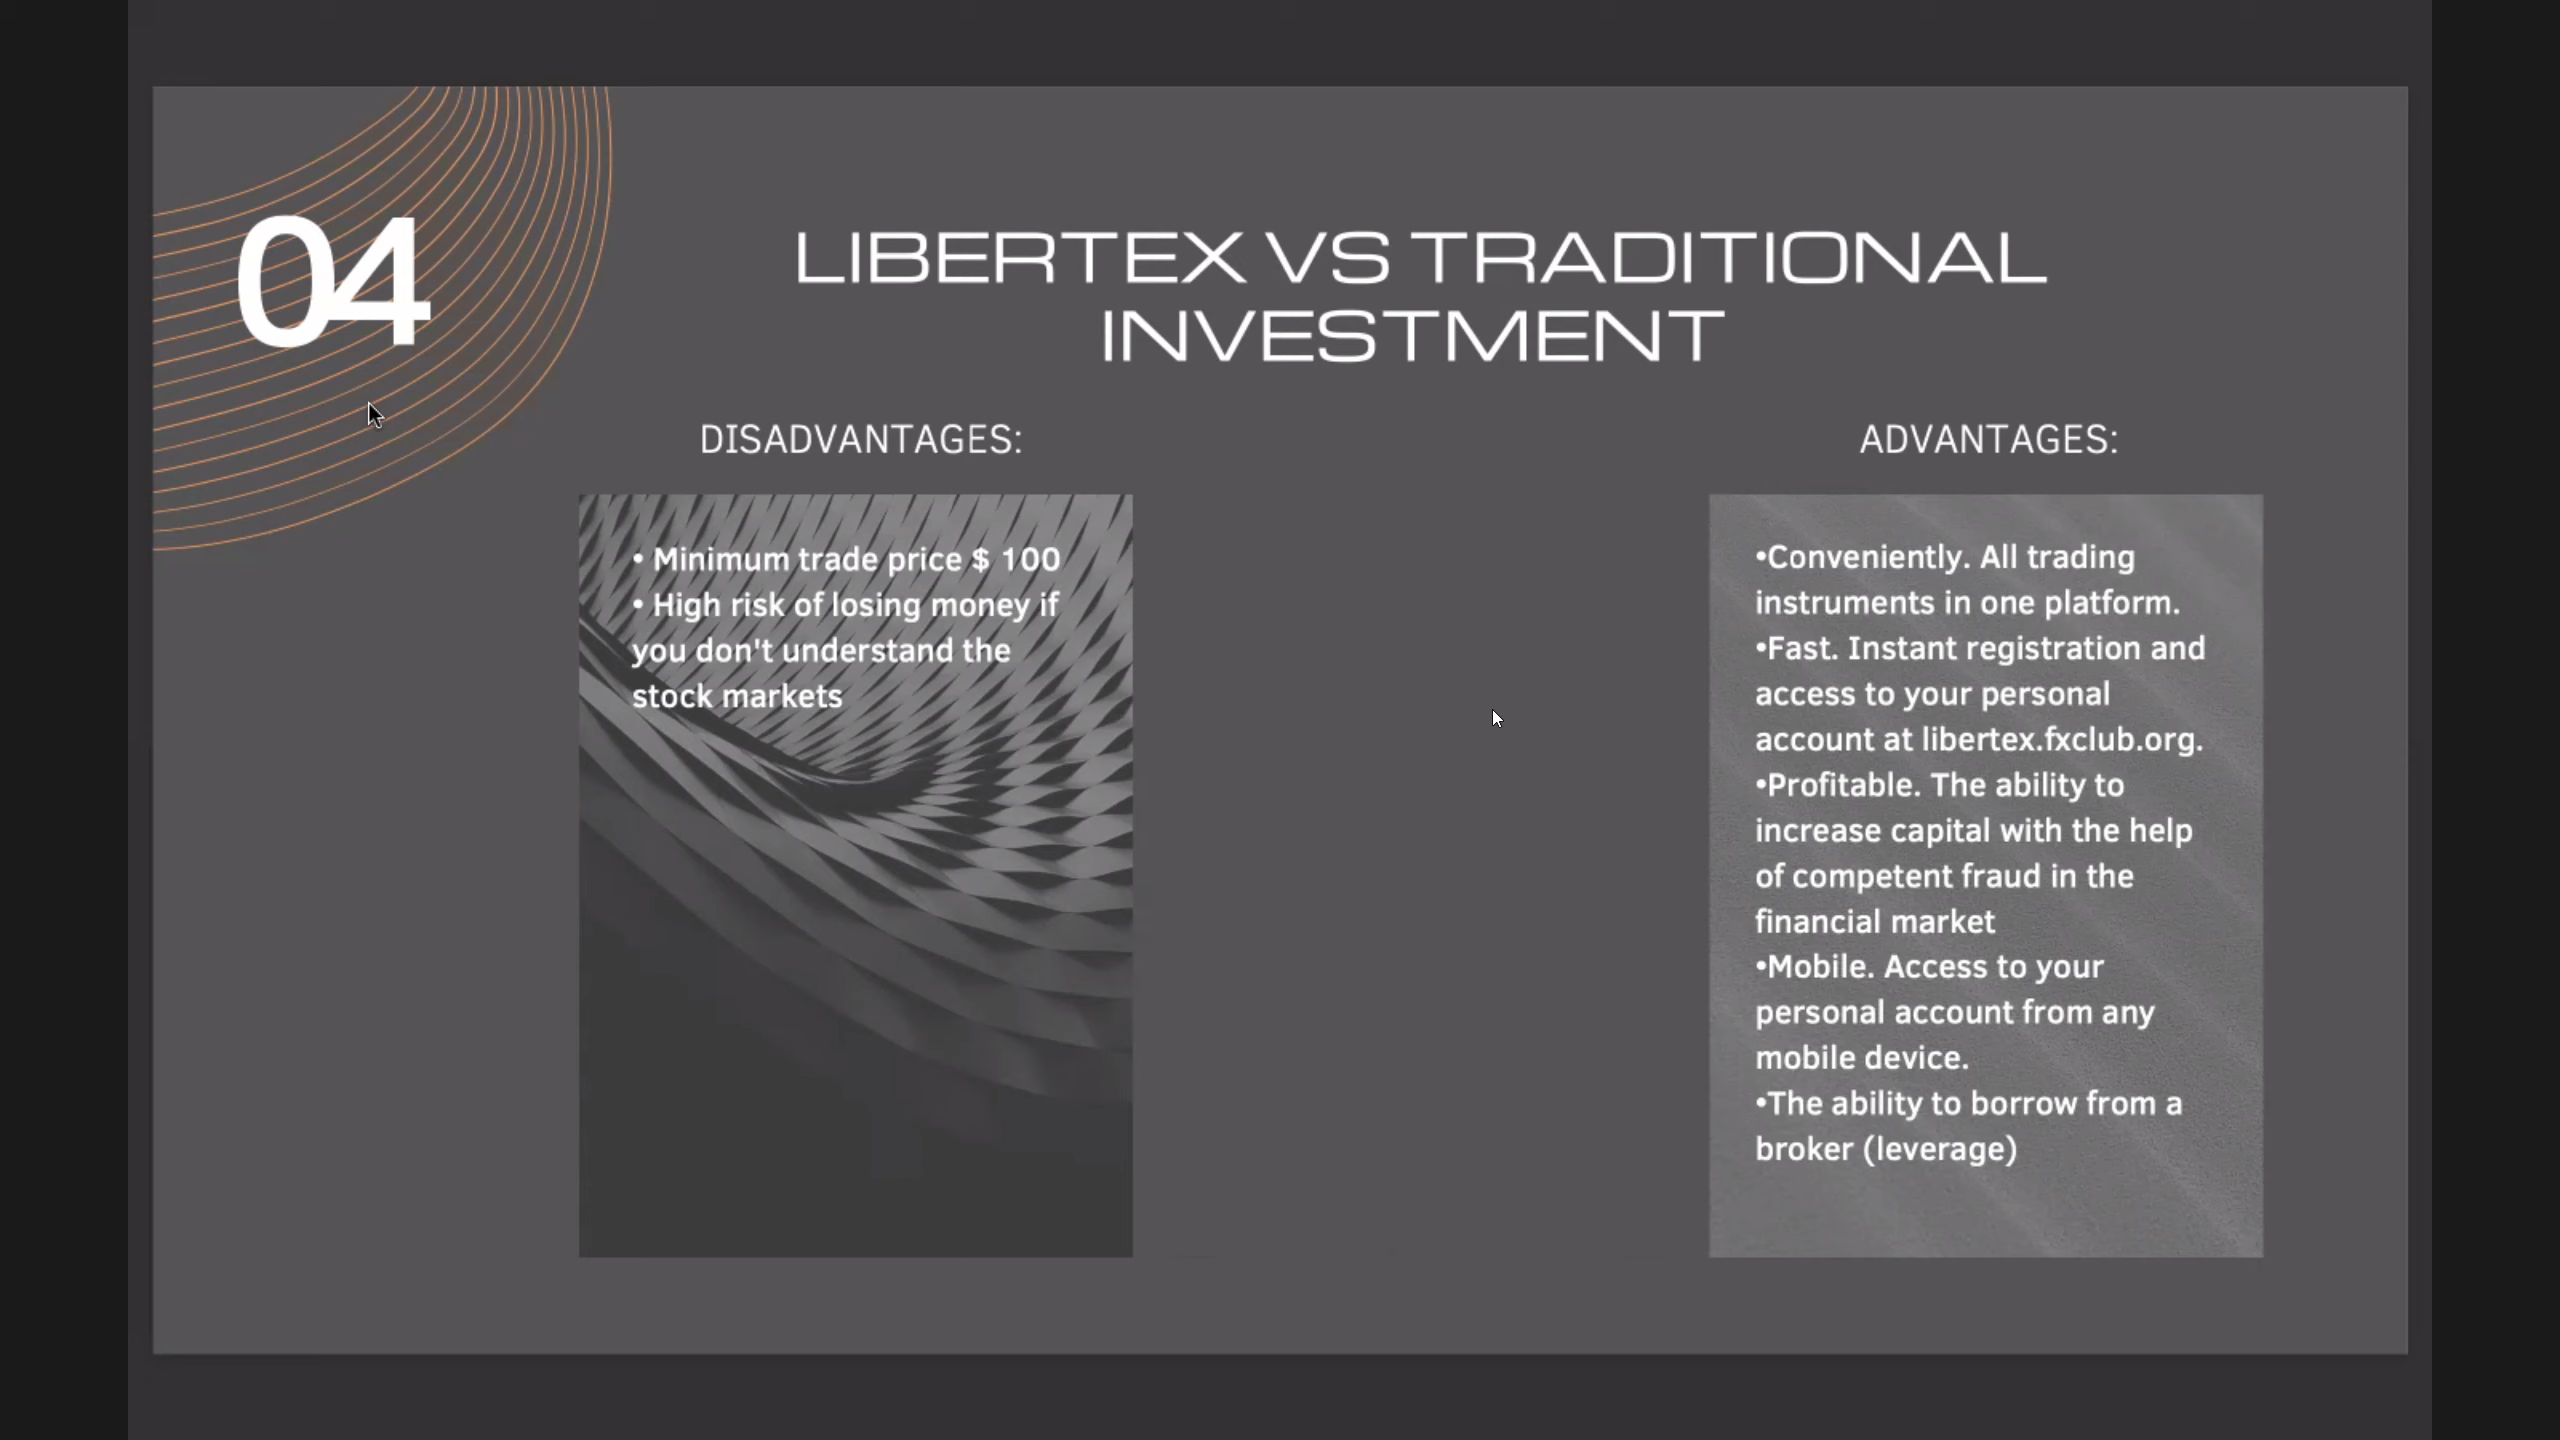 04
LIBERTEX VS TRADITIONAL
INVESTMENT
DISADVANTAGES:
• Minimum trade price $ 100
• High risk of losing money if
you don't understand the
stock markets
ADVANTAGES:
•Conveniently. All trading
instruments in one platform.
•Fast. Instant registration and
access to your personal
account at libertex.fxclub.org.
•Profitable. The ability to
increase capital with the help
of competent fraud in the
financial market
•Mobile. Access to your
personal account from any
mobile device.
•The ability to borrow from a
broker (leverage)